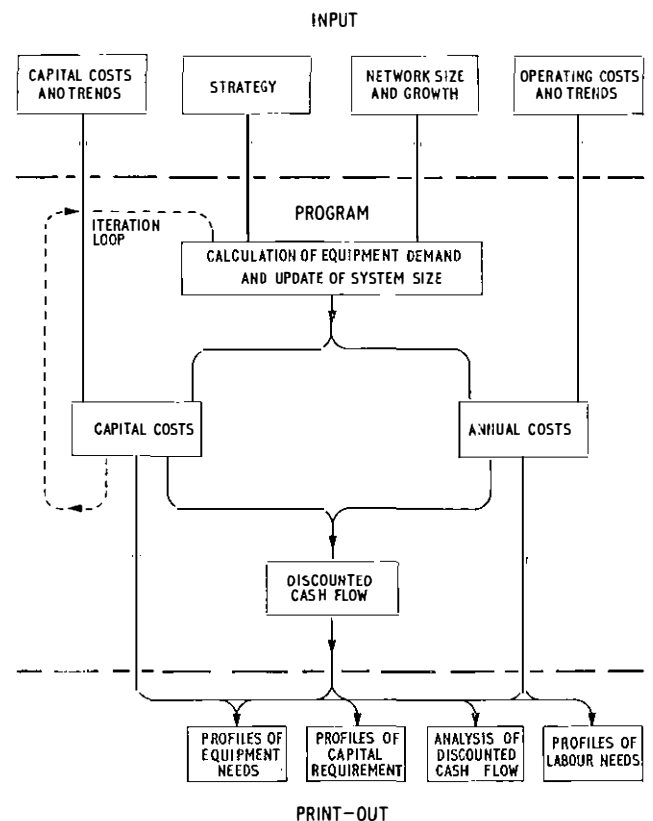 INPUT
CAPITAL COSTS
AND TRENDS
STRATEGY
NETWORK SIZE
AND GROWTH
OPERATING COSTS
AND TRENDS
PROGRAM
ITERATION
LOOP
CALCULATION OF EQUIPMENT DEMAND
AND UPDATE OF SYSTEM SIZE
CAPITAL COSTS
ANNUAL COSTS
DISCOUNTED
CASH FLOW
PROFILES OF
EQUIPMENT
NEEDS
PROFILES OF
CAPITAL
REQUIREMENT
ANALYSIS OF
DISCOUNTED
CASH FLOW
PROFILES OF
LABOUR NEEDS
PRINT-OUT